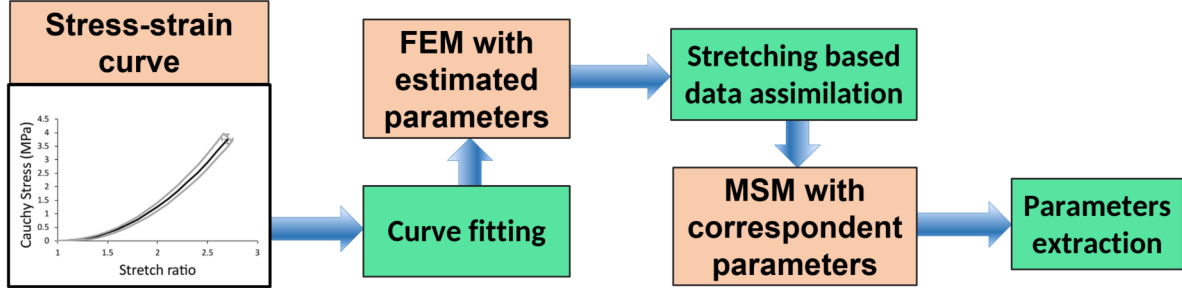 Stress-strain
curve
Cauchy Stress (MPa)
4.5
4
3.5
3
2.5
2
1.5
1
0.5
0
1 1.5 2 2.5 3
Stretch ratio
Curve fitting
FEM with
estimated
parameters
Stretching based
data assimilation
MSM with
correspondent
parameters
Parameters
extraction